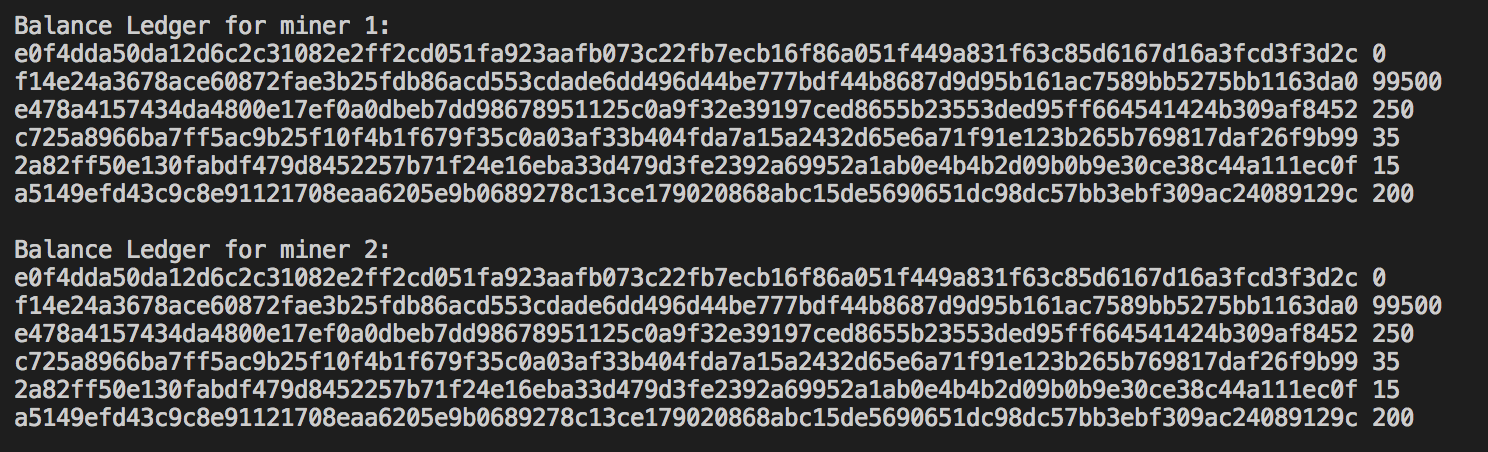 Balance Ledger for miner 1:
e0f4dda50da12d6c2c31082e2ff2cd051fa923aafb073c22fb7ecb16f86a051f449a831f63c85d6167d16a3fcd3f3d2c 0
f14e24a3678ace60872fae3b25fdb86acd553cdade6dd496d44be777bdf44b8687d9d95b161ac7589bb5275bb1163da0 99500
e478a4157434da4800e17ef0a0dbeb7dd98678951125c0a9f32e39197ced8655b23553ded95ff664541424b309af8452 250
c725a8966ba7ff5ac9b25f10f4b1f679f35c0a03af33b404fda7a15a2432d65e6a71f91e123b265b769817daf26f9b99 35
2a82ff50e130fabdf479d8452257b71f24e16eba33d479d3fe2392a69952a1ab0e4b4b2d09b0b9e30ce38c44a111ec0f 15
a5149efd43c9c8e91121708eaa6205e9b0689278c13ce179020868abc15de5690651dc98dc57bb3ebf309ac24089129c 200
Balance Ledger for miner 2:
e0f4dda50da12d6c2c31082e2ff2cd051fa923aafb073c22fb7ecb16f86a051f449a831f63c85d6167d16a3fcd3f3d2c 0
f14e24a3678ace60872fae3b25fdb86acd553cdade6dd496d44be777bdf44b8687d9d95b161ac7589bb5275bb1163da0 99500
e478a4157434da4800e17ef0a0dbeb7dd98678951125c0a9f32e39197ced8655b23553ded95ff664541424b309af8452 250
c725a8966ba7ff5ac9b25f10f4b1f679f35c0a03af33b404fda7a15a2432d65e6a71f91e123b265b769817daf26f9b99 35
2a82ff50e130fabdf479d8452257b71f24e16eba33d479d3fe2392a69952a1ab0e4b4b2d09b0b9e30ce38c44a111ec0f 15
a5149efd43c9c8e91121708eaa6205e9b0689278c13ce179020868abc15de5690651dc98dc57bb3ebf309ac24089129c 200